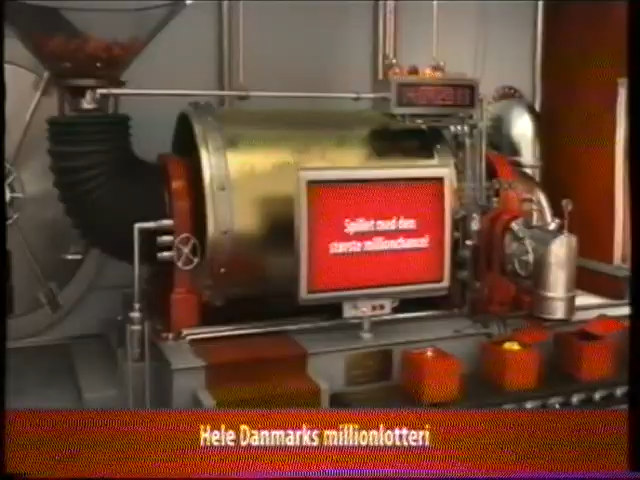 Spillet med den
største millionchance!
Hele Danmarks millionlotteri